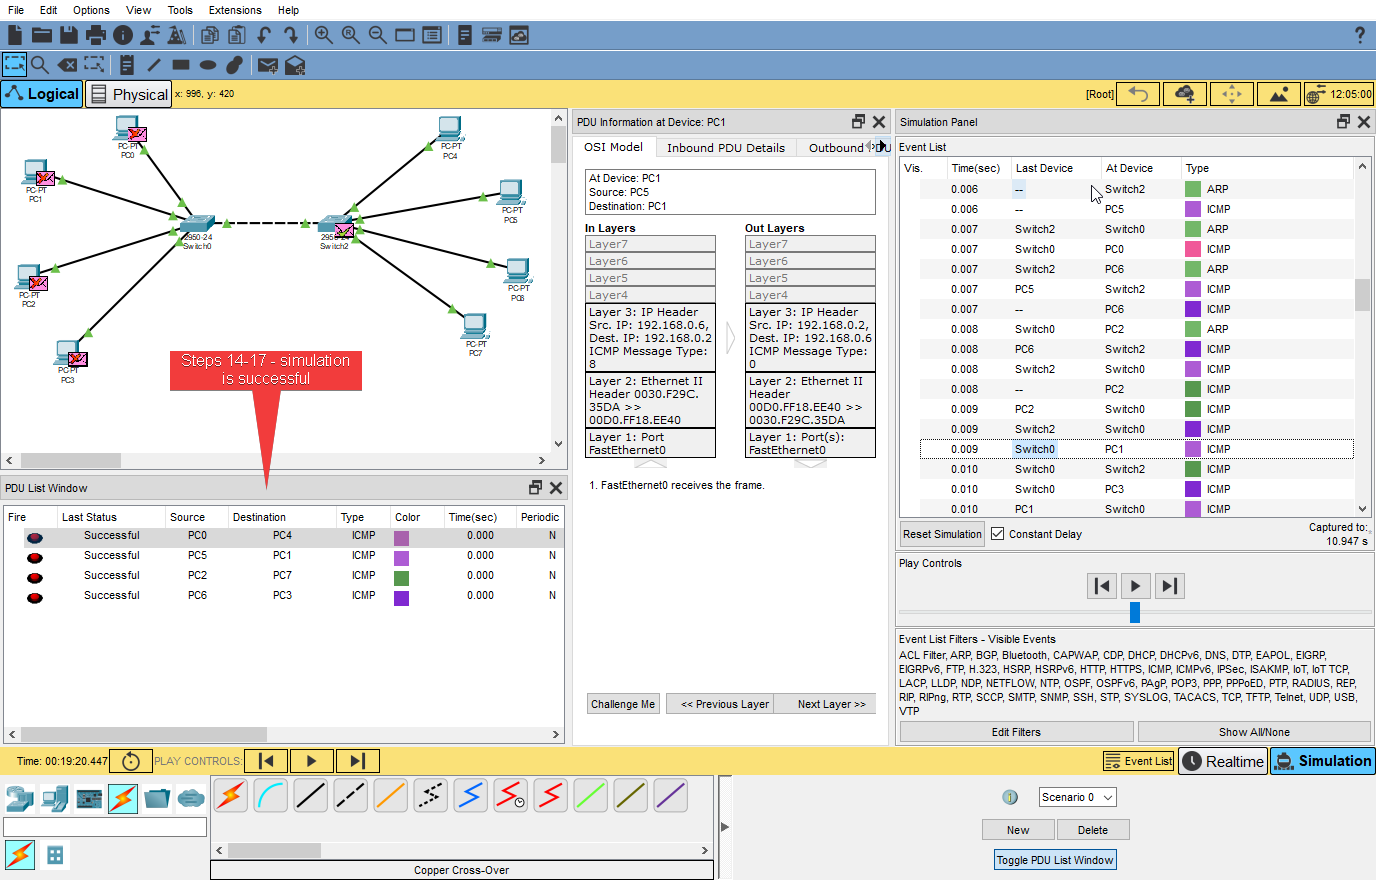 File Edit Options View Tools Extensions Help
?
Logical Physical x: 996, y: 420 [Root] 12:05:00
PC-PT
PC0
PC-PT
PC1
PC-PT
PC2
PC-PT
PC3
2950-24
Switch0
Switch2
PC-PT
PC4
PC-PT
PC5
PC-PT
PC6
PC-PT
PC7
Steps 14-17 - simulation
is successful
PDU List Window
Fire Last Status Source Destination Type Color Time(sec) Periodic
Successful PC0 PC4 ICMP 0.000 N
Successful PC5 PC1 ICMP 0.000 N
Successful PC2 PC7 ICMP 0.000 N
Successful PC6 PC3 ICMP 0.000 N
PDU Information at Device: PC1
OSI Model Inbound PDU Details Outbound
At Device: PC1
Source: PC5
Destination: PC1
In Layers
Layer7
Layer6
Layer5
Layer4
Layer 3: IP Header
Src. IP: 192.168.0.6,
Dest. IP: 192.168.0.2
ICMP Message Type:
8
Layer 2: Ethernet II
Header 0030.F29C.
35DA >>
00D0.FF18.EE40
Layer 1: Port
FastEthernet0
Out Layers
Layer7
Layer6
Layer5
Layer4
Layer 3: IP Header
Src. IP: 192.168.0.2,
Dest. IP: 192.168.0.6
ICMP Message Type:
0
Layer 2: Ethernet II
Header
00D0.FF18.EE40 >>
0030.F29C.35DA
Layer 1: Port(s):
FastEthernet0
1. FastEthernet0 receives the frame.
Challenge Me << Previous Layer Next Layer >>
Simulation Panel
Event List
Vis. Time(sec) Last Device At Device Type
0.006 -- Switch2 ARP
0.006 -- PC5 ICMP
0.007 Switch2 Switch0 ARP
0.007 Switch0 PC0 ICMP
0.007 Switch2 PC6 ARP
0.007 PC5 Switch2 ICMP
0.007 -- PC6 ICMP
0.008 Switch0 PC2 ARP
0.008 PC6 Switch2 ICMP
0.008 Switch2 Switch0 ICMP
0.008 -- PC2 ICMP
0.009 PC2 Switch0 ICMP
0.009 Switch2 Switch0 ICMP
0.009 Switch0 PC1 ICMP
0.010 Switch0 Switch2 ICMP
0.010 Switch0 PC3 ICMP
0.010 PC1 Switch0 ICMP
Reset Simulation Constant Delay Captured to:
10.947 s
Play Controls
Event List Filters - Visible Events
ACL Filter, ARP, BGP, Bluetooth, CAPWAP, CDP, DHCP, DHCPv6, DNS, DTP, EAPOL, EIGRP,
EIGRPv6, FTP, H.323, HSRP, HSRPv6, HTTP, HTTPS, ICMP, ICMPv6, IPSec, ISAKMP, IoT, IoT TCP,
LACP, LLDP, NDP, NETFLOW, NTP, OSPF, OSPFv6, PAgP, POP3, PPP, PPPoED, PTP, RADIUS, REP,
RIP, RIPng, RTP, SCCP, SMTP, SNMP, SSH, STP, SYSLOG, TACACS, TCP, TFTP, Telnet, UDP, USB,
VTP
Edit Filters Show All/None
Time: 00:19:20.447 PLAY CONTROLS: Event List Realtime Simulation
Scenario 0
New Delete
Toggle PDU List Window
Copper Cross-Over